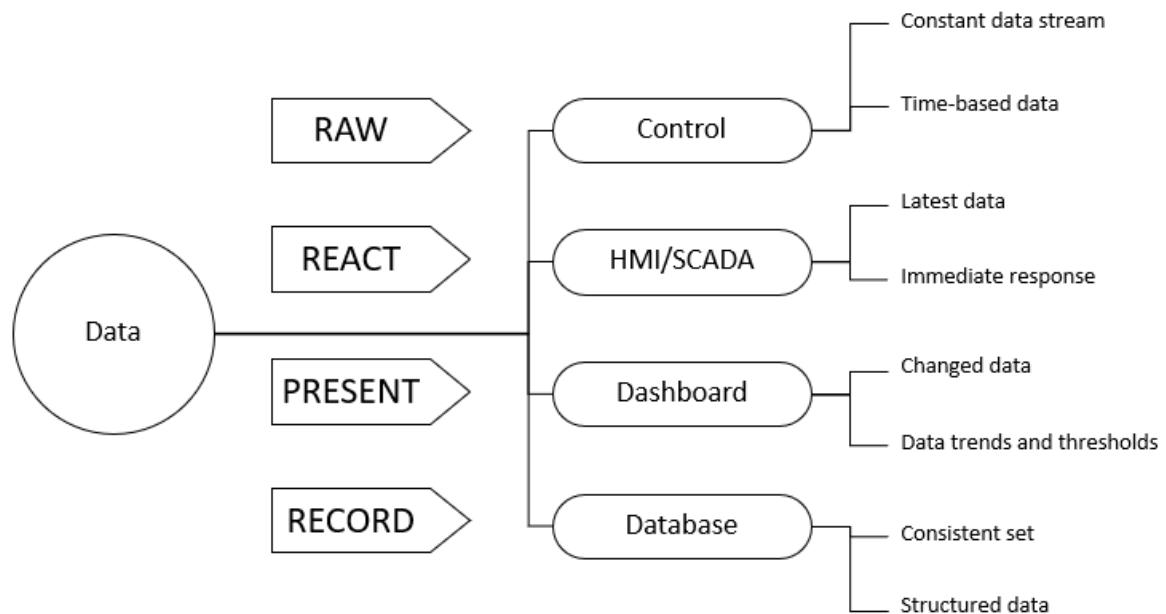 Data
RAW
REACT
PRESENT
RECORD
Control
Constant data stream
Time-based data
HMI/SCADA
Latest data
Immediate response
Dashboard
Changed data
Data trends and thresholds
Database
Consistent set
Structured data